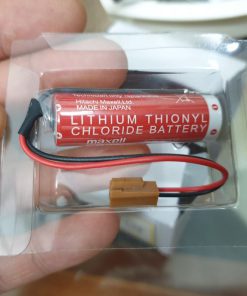 Hitachi Maxell, Ltd.
MADE IN JAPAN
LITHIUM THIONYL
CHLORIDE BATTERY
maxell